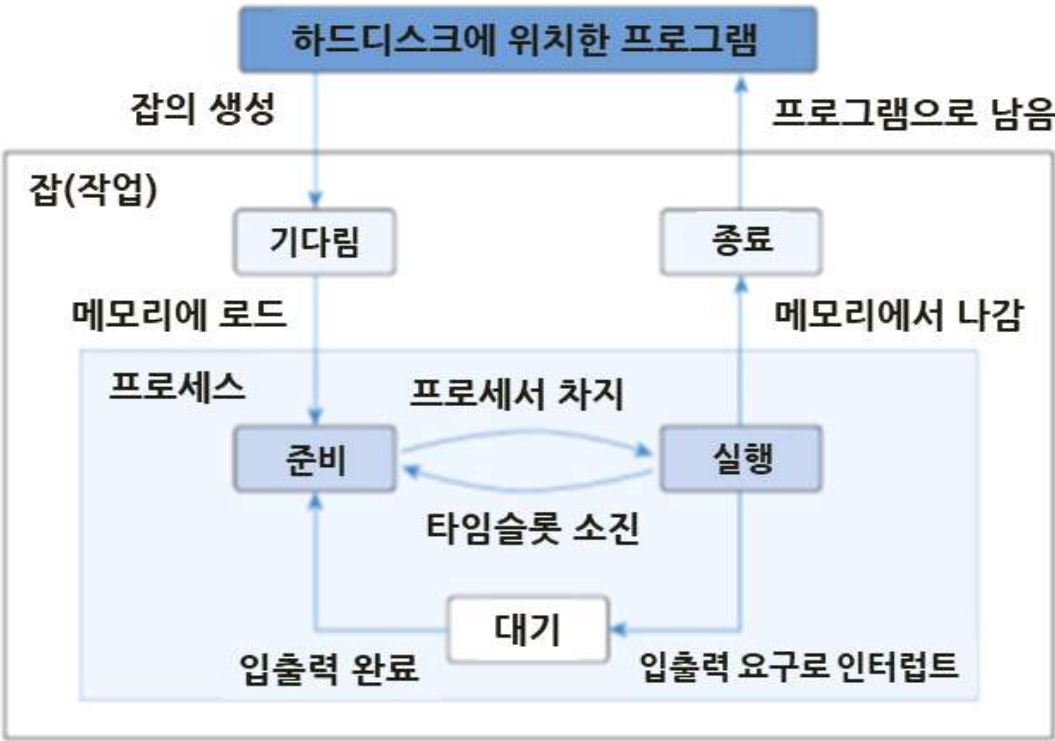 하드디스크에 위치한 프로그램
잡의 생성
프로그램으로 남음
잡(작업)
기다림
종료
메모리에 로드
메모리에서 나감
프로세스
프로세서 차지
준비
실행
타임슬롯 소진
대기
입출력 완료
입출력 요구로 인터럽트